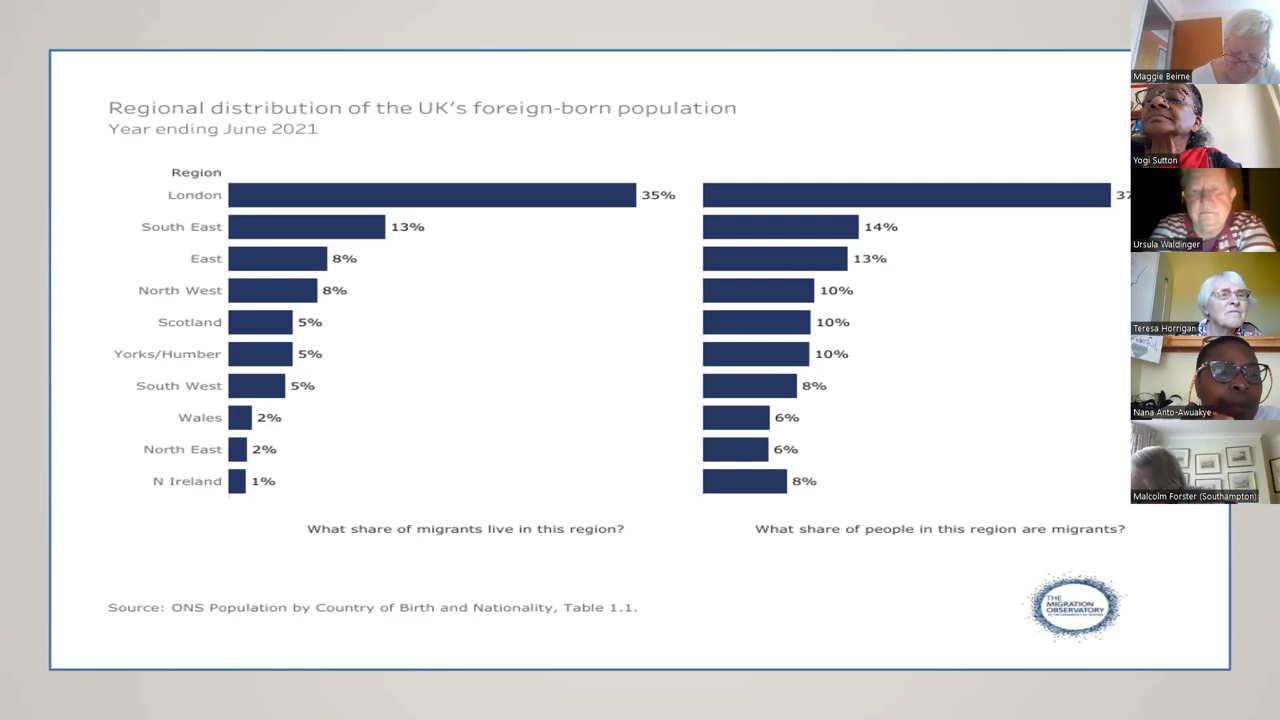 Regional distribution of the UK's foreign-born population
Year ending June 2021
Region
London 35% 37
South East 13% 14%
East 8% 13%
North West 8% 10%
Scotland 5% 10%
Yorks/Humber 5% 10%
South West 5% 8%
Wales 2% 6%
North East 2% 6%
N Ireland 1% 8%
What share of migrants live in this region? What share of people in this region are migrants?
Source: ONS Population by Country of Birth and Nationality, Table 1.1.
THE
MIGRATION
OBSERVATORY
Maggie Beirne
Yogi Sutton
Ursula Waldinger
Teresa Horrigan
Nana Anto-Awuakye
Malcolm Forster (Southampton)